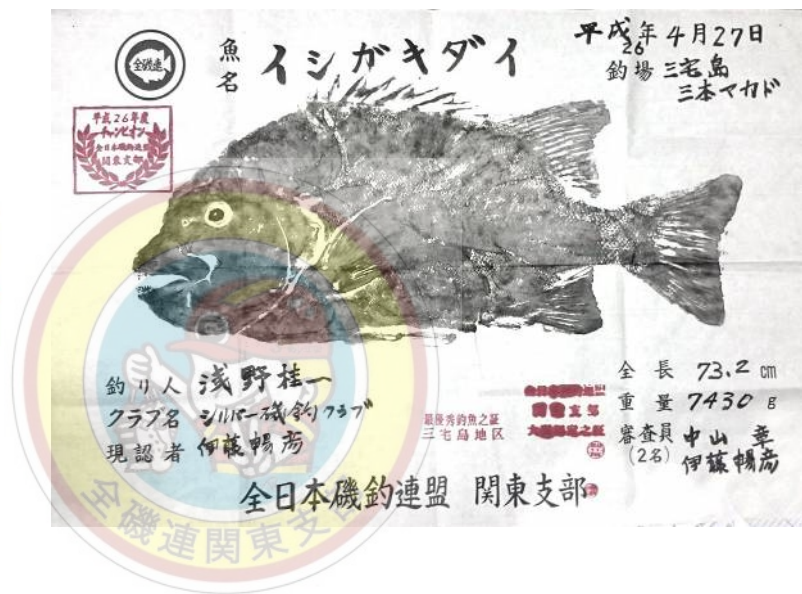 全磯連
魚名 イシガキダイ
平成26年4月27日
釣場 三宅島
三本マカド
平成26年度
チャンピオン
全日本磯釣連盟
関東支部
釣り人 浅野桂一
クラブ名 シルバー磯釣クラブ
現認者 伊藤暢彦
最優秀釣魚之証
三宅島地区
全長 73.2 cm
重量 7430 g
審査員 中山 章
(2名) 伊藤暢彦
全日本磯釣連盟 関東支部
全磯連関東支